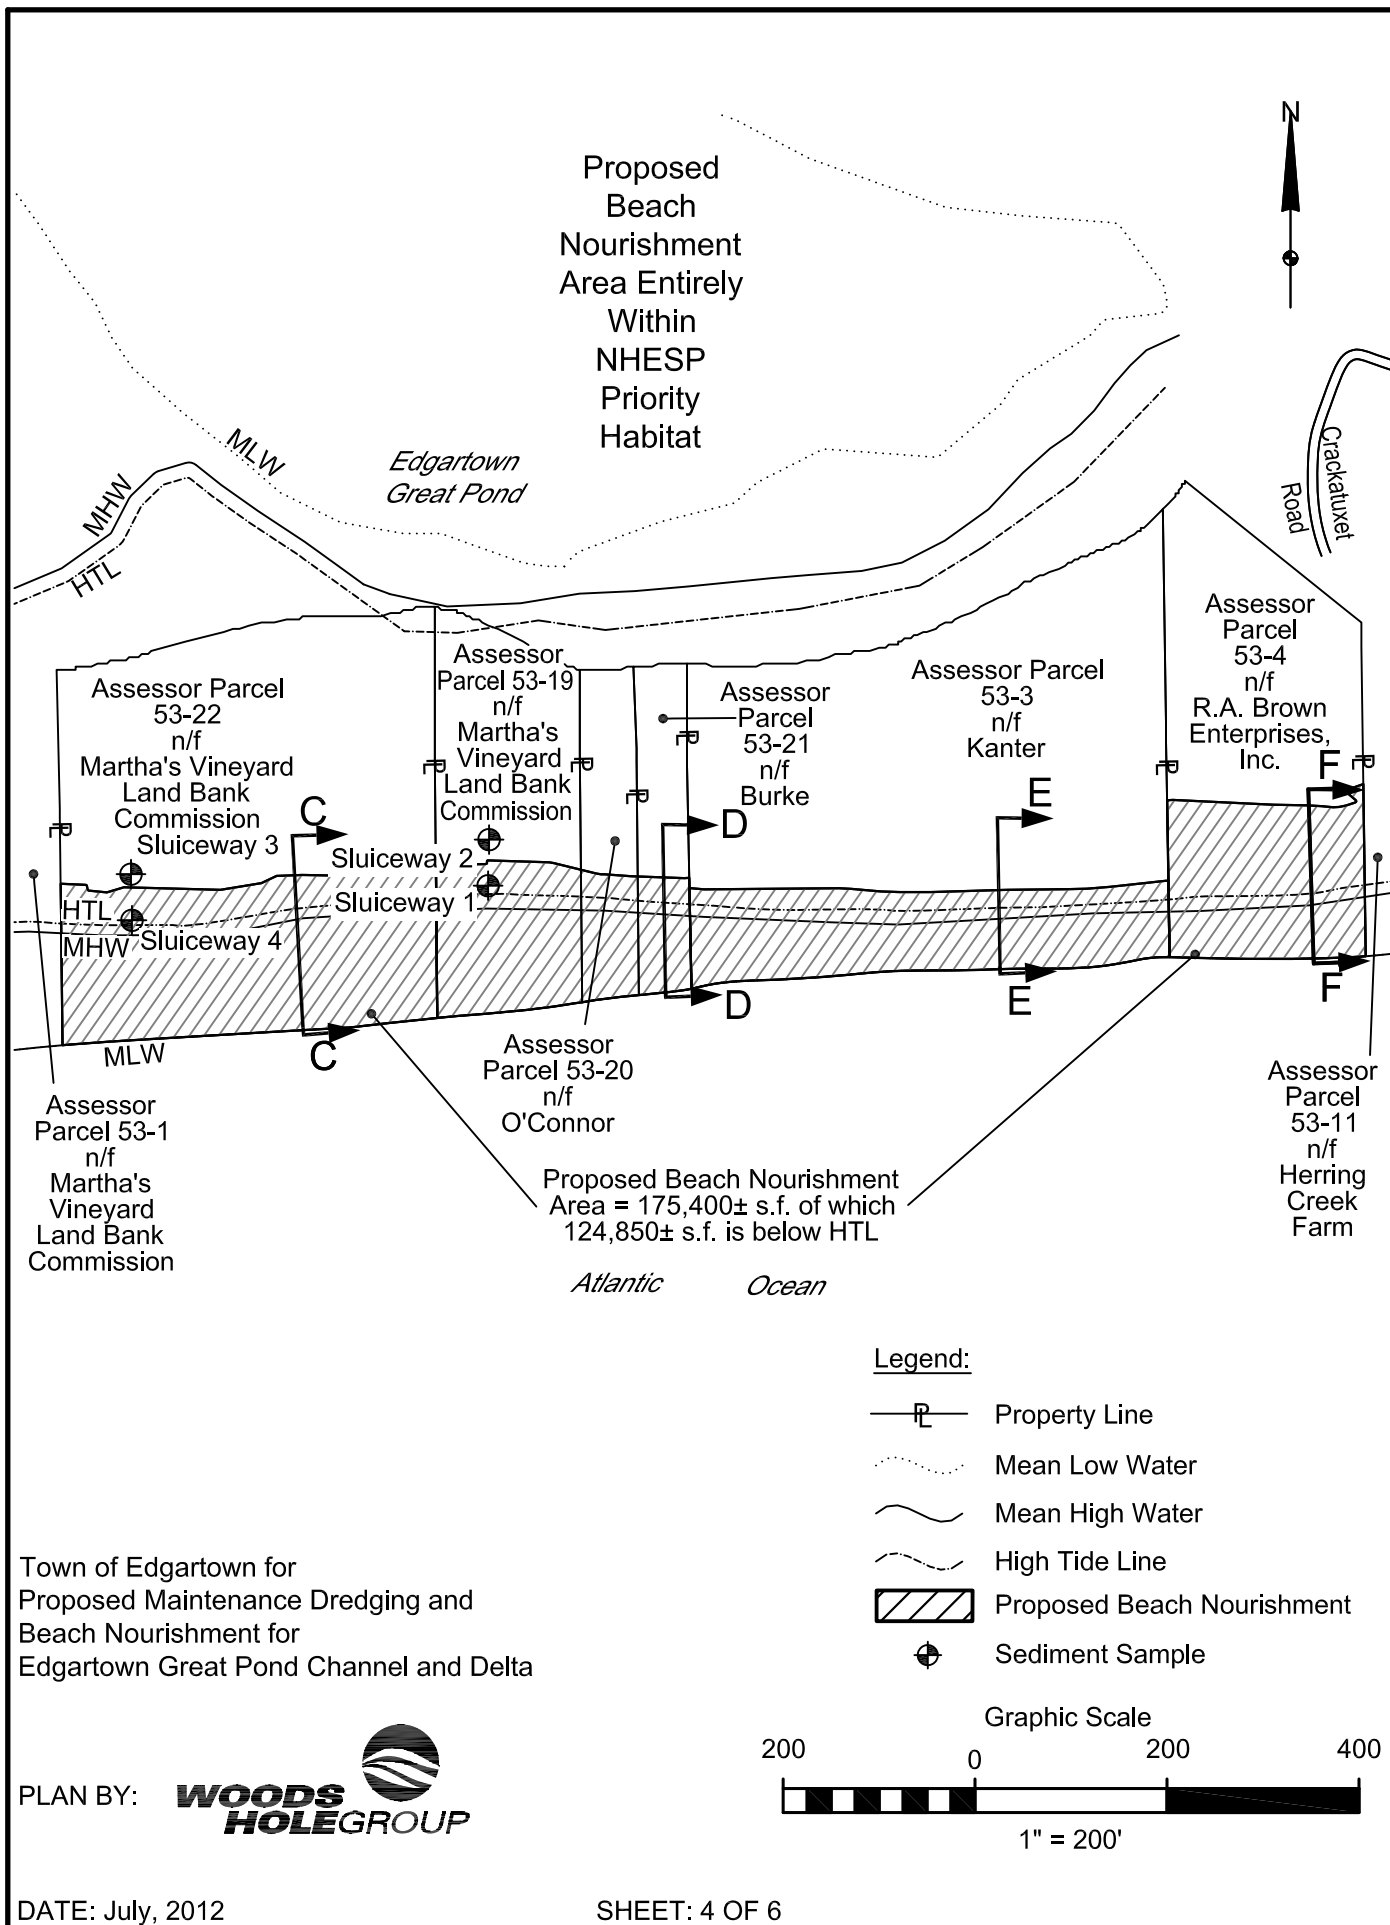 N
Proposed
Beach
Nourishment
Area Entirely
Within
NHESP
Priority
Habitat
Edgartown
Great Pond
MLW
MHW
HTL
Crackatuxet
Road
Assessor Parcel
53-22
n/f
Martha's Vineyard
Land Bank
Commission
Sluiceway 3
Assessor
Parcel 53-19
n/f
Martha's
Vineyard
Land Bank
Commission
Assessor
Parcel
53-21
n/f
Burke
Assessor Parcel
53-3
n/f
Kanter
Assessor
Parcel
53-4
n/f
R.A. Brown
Enterprises,
Inc.
PL
PL
PL
PL
PL
PL
PL
C
D
E
F
Sluiceway 2
Sluiceway 1
HTL
MHW
Sluiceway 4
C
D
E
F
MLW
Assessor
Parcel 53-1
n/f
Martha's
Vineyard
Land Bank
Commission
Assessor
Parcel 53-20
n/f
O'Connor
Assessor
Parcel
53-11
n/f
Herring
Creek
Farm
Proposed Beach Nourishment
Area = 175,400± s.f. of which
124,850± s.f. is below HTL
Atlantic Ocean
Legend:
PL Property Line
Mean Low Water
Mean High Water
High Tide Line
Proposed Beach Nourishment
Sediment Sample
Graphic Scale
200 0 200 400
1" = 200'
Town of Edgartown for
Proposed Maintenance Dredging and
Beach Nourishment for
Edgartown Great Pond Channel and Delta
PLAN BY:
WOODS
HOLEGROUP
DATE: July, 2012
SHEET: 4 OF 6